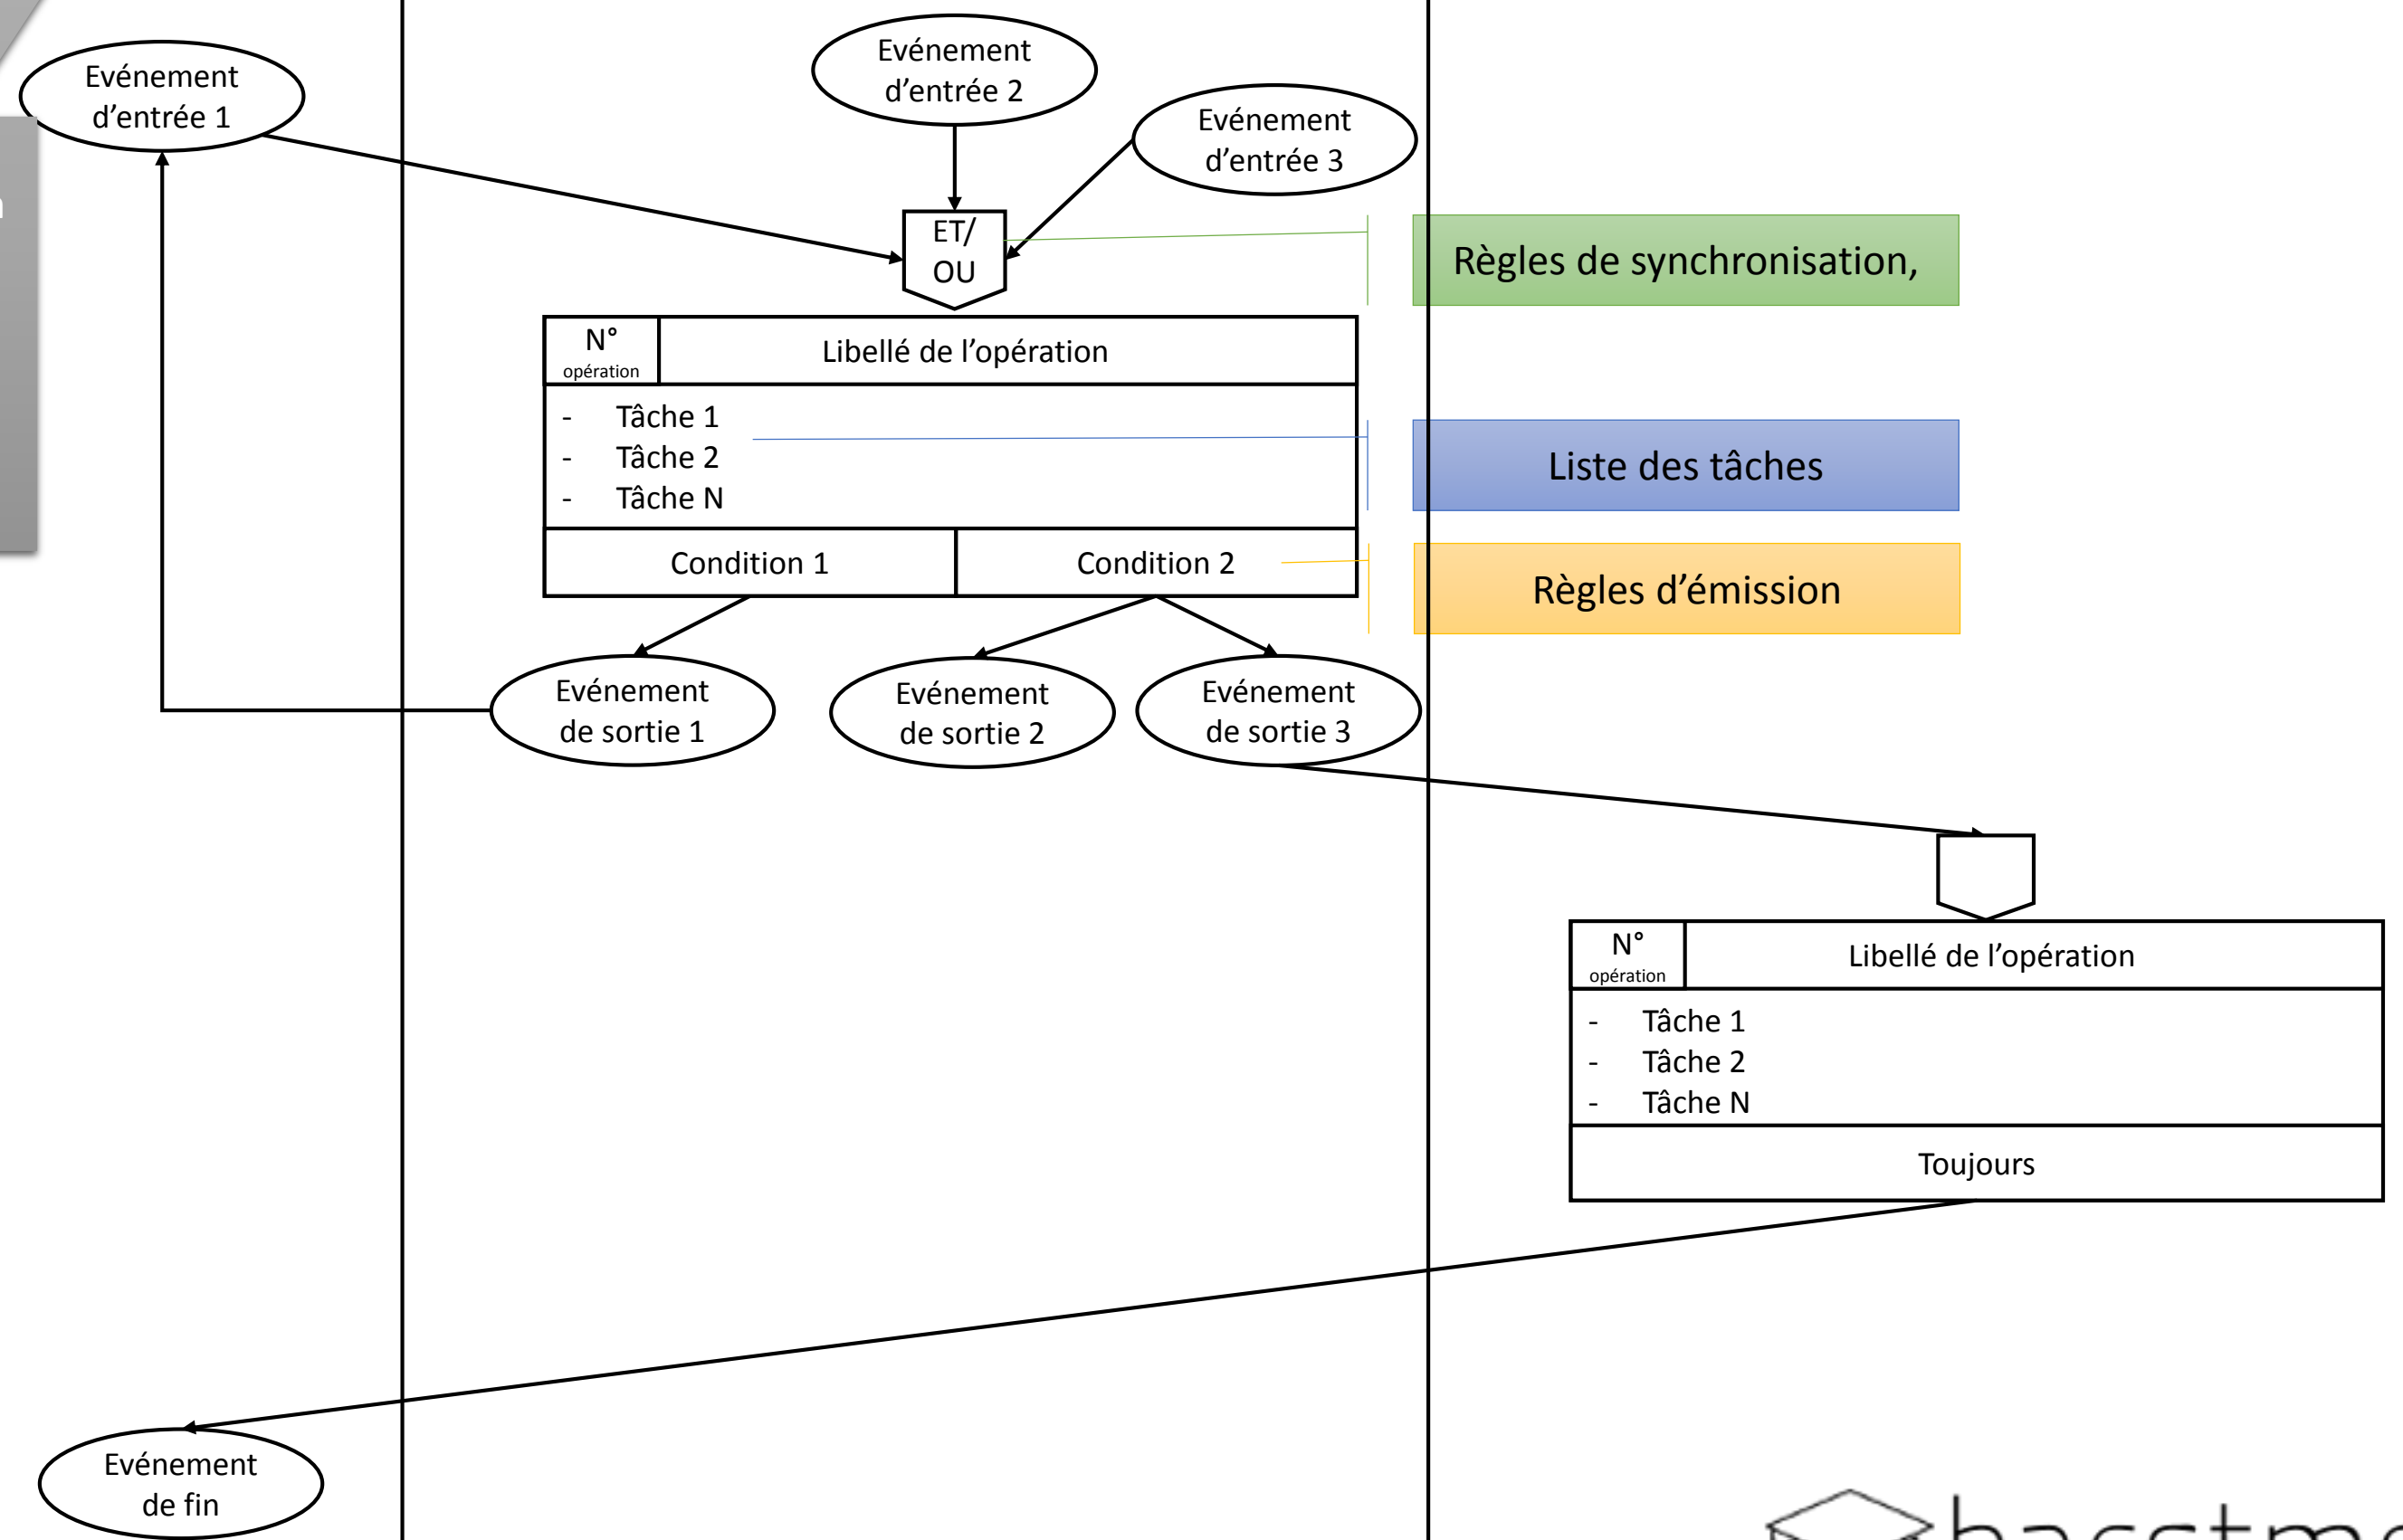 Evénement
d’entrée 1
Evénement
d’entrée 2
Evénement
d’entrée 3
ET/
OU
Règles de synchronisation,
N°
opération
Libellé de l’opération
- Tâche 1
- Tâche 2
- Tâche N
Liste des tâches
Condition 1
Condition 2
Règles d’émission
Evénement
de sortie 1
Evénement
de sortie 2
Evénement
de sortie 3
N°
opération
Libellé de l’opération
- Tâche 1
- Tâche 2
- Tâche N
Toujours
Evénement
de fin